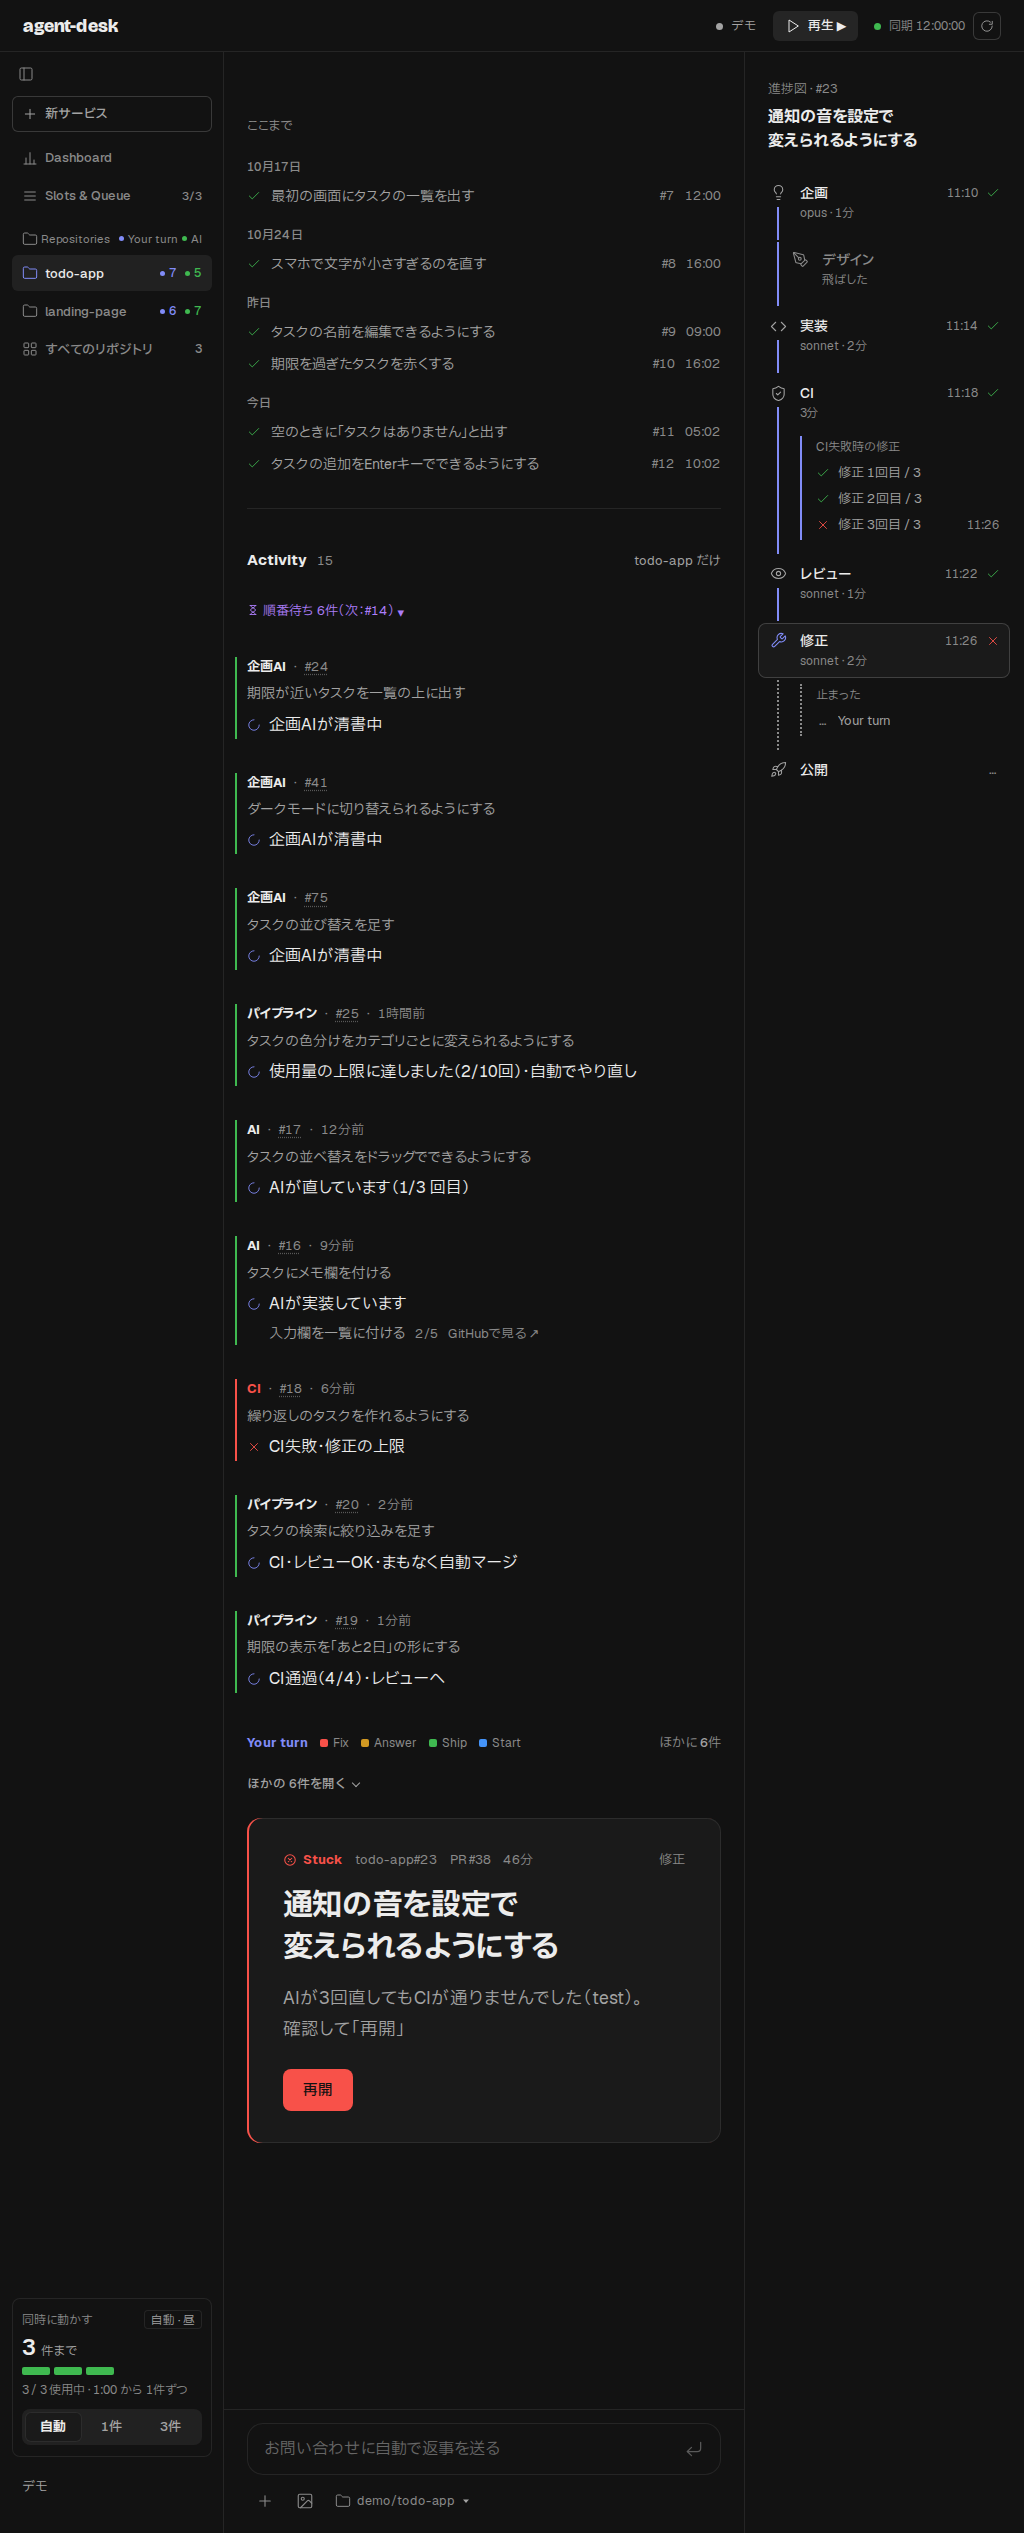 agent-desk
デモ
再生 ▶
同期 12:00:00
新サービス
Dashboard
Slots & Queue 3/3
Repositories Your turn AI
todo-app 7 5
landing-page 6 7
すべてのリポジトリ 3
同時に動かす 自動・昼
3 件まで
3 / 3 使用中・1:00 から 1件ずつ
自動 1件 3件
デモ
ここまで
10月17日
最初の画面にタスクの一覧を出す #7 12:00
10月24日
スマホで文字が小さすぎるのを直す #8 16:00
昨日
タスクの名前を編集できるようにする #9 09:00
期限を過ぎたタスクを赤くする #10 16:02
今日
空のときに「タスクはありません」と出す #11 05:02
タスクの追加をEnterキーでできるようにする #12 10:02
Activity 15 todo-app だけ
順番待ち 6件(次:#14) ▼
企画AI · #24
期限が近いタスクを一覧の上に出す
企画AIが清書中
企画AI · #41
ダークモードに切り替えられるようにする
企画AIが清書中
企画AI · #75
タスクの並び替えを足す
企画AIが清書中
パイプライン · #25 · 1時間前
タスクの色分けをカテゴリごとに変えられるようにする
使用量の上限に達しました(2/10回)・自動でやり直し
AI · #17 · 12分前
タスクの並べ替えをドラッグでできるようにする
AIが直しています(1/3 回目)
AI · #16 · 9分前
タスクにメモ欄を付ける
AIが実装しています
入力欄を一覧に付ける 2/5 GitHubで見る ↗
CI · #18 · 6分前
繰り返しのタスクを作れるようにする
CI失敗・修正の上限
パイプライン · #20 · 2分前
タスクの検索に絞り込みを足す
CI・レビューOK・まもなく自動マージ
パイプライン · #19 · 1分前
期限の表示を「あと2日」の形にする
CI通過(4/4)・レビューへ
Your turn Fix Answer Ship Start ほかに 6件
ほかの 6件を開く
Stuck todo-app#23 PR #38 46分 修正
通知の音を設定で
変えられるようにする
AIが3回直してもCIが通りませんでした(test)。
確認して「再開」
再開
お問い合わせに自動で返事を送る
demo/todo-app
進捗図 · #23
通知の音を設定で
変えられるようにする
企画 11:10
opus · 1分
デザイン
飛ばした
実装 11:14
sonnet · 2分
CI 11:18
3分
CI失敗時の修正
修正 1回目 / 3
修正 2回目 / 3
修正 3回目 / 3 11:26
レビュー 11:22
sonnet · 1分
修正 11:26
sonnet · 2分
止まった
… Your turn
公開 …